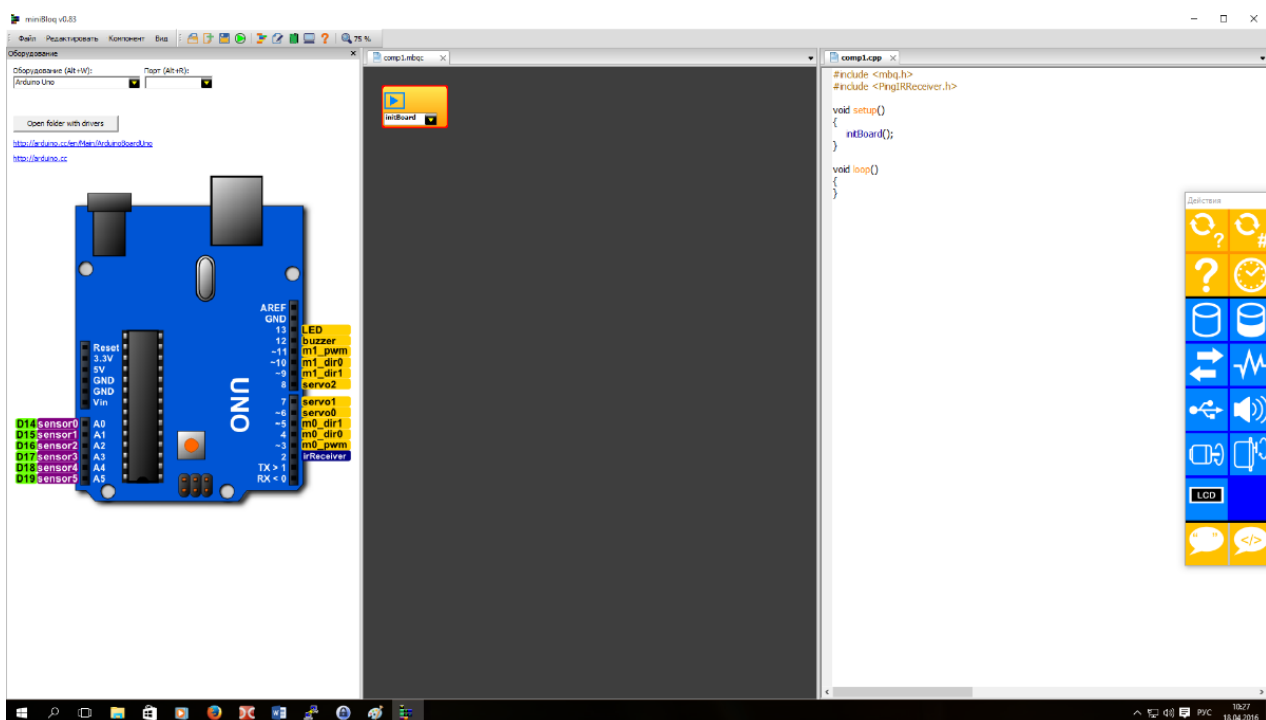 miniBloq v0.83
Файл Редактировать Компонент Вид 75 %
Оборудование
Оборудование (Alt+W): Порт (Alt+R):
Arduino Uno
Open folder with drivers
http://arduino.cc/en/Main/ArduinoBoardUno
http://arduino.cc
AREF
GND
13 LED
12 buzzer
~11 m1_pwm
~10 m1_dir0
~9 m1_dir1
8 servo2
7 servo1
~6 servo0
~5 m0_dir1
4 m0_dir0
~3 m0_pwm
2 irReceiver
TX > 1
RX < 0
UNO
Reset
3.3V
5V
GND
GND
Vin
D14 sensor0 A0
D15 sensor1 A1
D16 sensor2 A2
D17 sensor3 A3
D18 sensor4 A4
D19 sensor5 A5
comp1.mbqc
initBoard
comp1.cpp
#include <mbq.h>
#include <PingIRReceiver.h>
void setup()
{
initBoard();
}
void loop()
{
}
Действия
? #
?
LCD
" " </>
РУС 10:27
18.04.2016